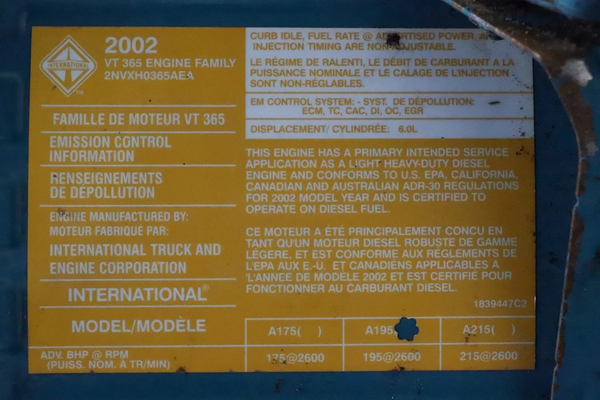 INTERNATIONAL
2002
VT 365 ENGINE FAMILY
2NVXH0365AEA
FAMILLE DE MOTEUR VT 365
EMISSION CONTROL
INFORMATION
RENSEIGNEMENTS
DE DÉPOLLUTION
ENGINE MANUFACTURED BY:
MOTEUR FABRIQUÉ PAR:
INTERNATIONAL TRUCK AND
ENGINE CORPORATION
INTERNATIONAL®
CURB IDLE, FUEL RATE @ ADVERTISED POWER,
INJECTION TIMING ARE NON-ADJUSTABLE.
LE RÉGIME DE RALENTI, LE DÉBIT DE CARBURANT A LA
PUISSANCE NOMINALE ET LE CALAGE DE L'INJECTION
SONT NON-RÉGLABLES.
EM CONTROL SYSTEM: - SYST. DE DÉPOLLUTION:
ECM, TC, CAC, DI, OC, EGR
DISPLACEMENT/ CYLINDRÉE: 6.0L
THIS ENGINE HAS A PRIMARY INTENDED SERVICE
APPLICATION AS A LIGHT HEAVY-DUTY DIESEL
ENGINE AND CONFORMS TO U.S. EPA, CALIFORNIA,
CANADIAN AND AUSTRALIAN ADR-30 REGULATIONS
FOR 2002 MODEL YEAR AND IS CERTIFIED TO
OPERATE ON DIESEL FUEL.
CE MOTEUR A ÉTÉ PRINCIPALEMENT CONCU EN
TANT QU'UN MOTEUR DIESEL ROBUSTE DE GAMME
LÉGERE, ET EST CONFORME AUX RÉGLEMENTS DE
L'EPA AUX E.-U. ET CANADIENS APPLICABLES A
L'ANNÉE DE MODELE 2002 ET EST CERTIFIE POUR
FONCTIONNER AU CARBURANT DIESEL.
1839447C2
MODEL/MODÈLE A175( ) A195 A215( )
ADV. BHP @ RPM
(PUISS. NOM. À TR/MIN) 175@2600 195@2600 215@2600